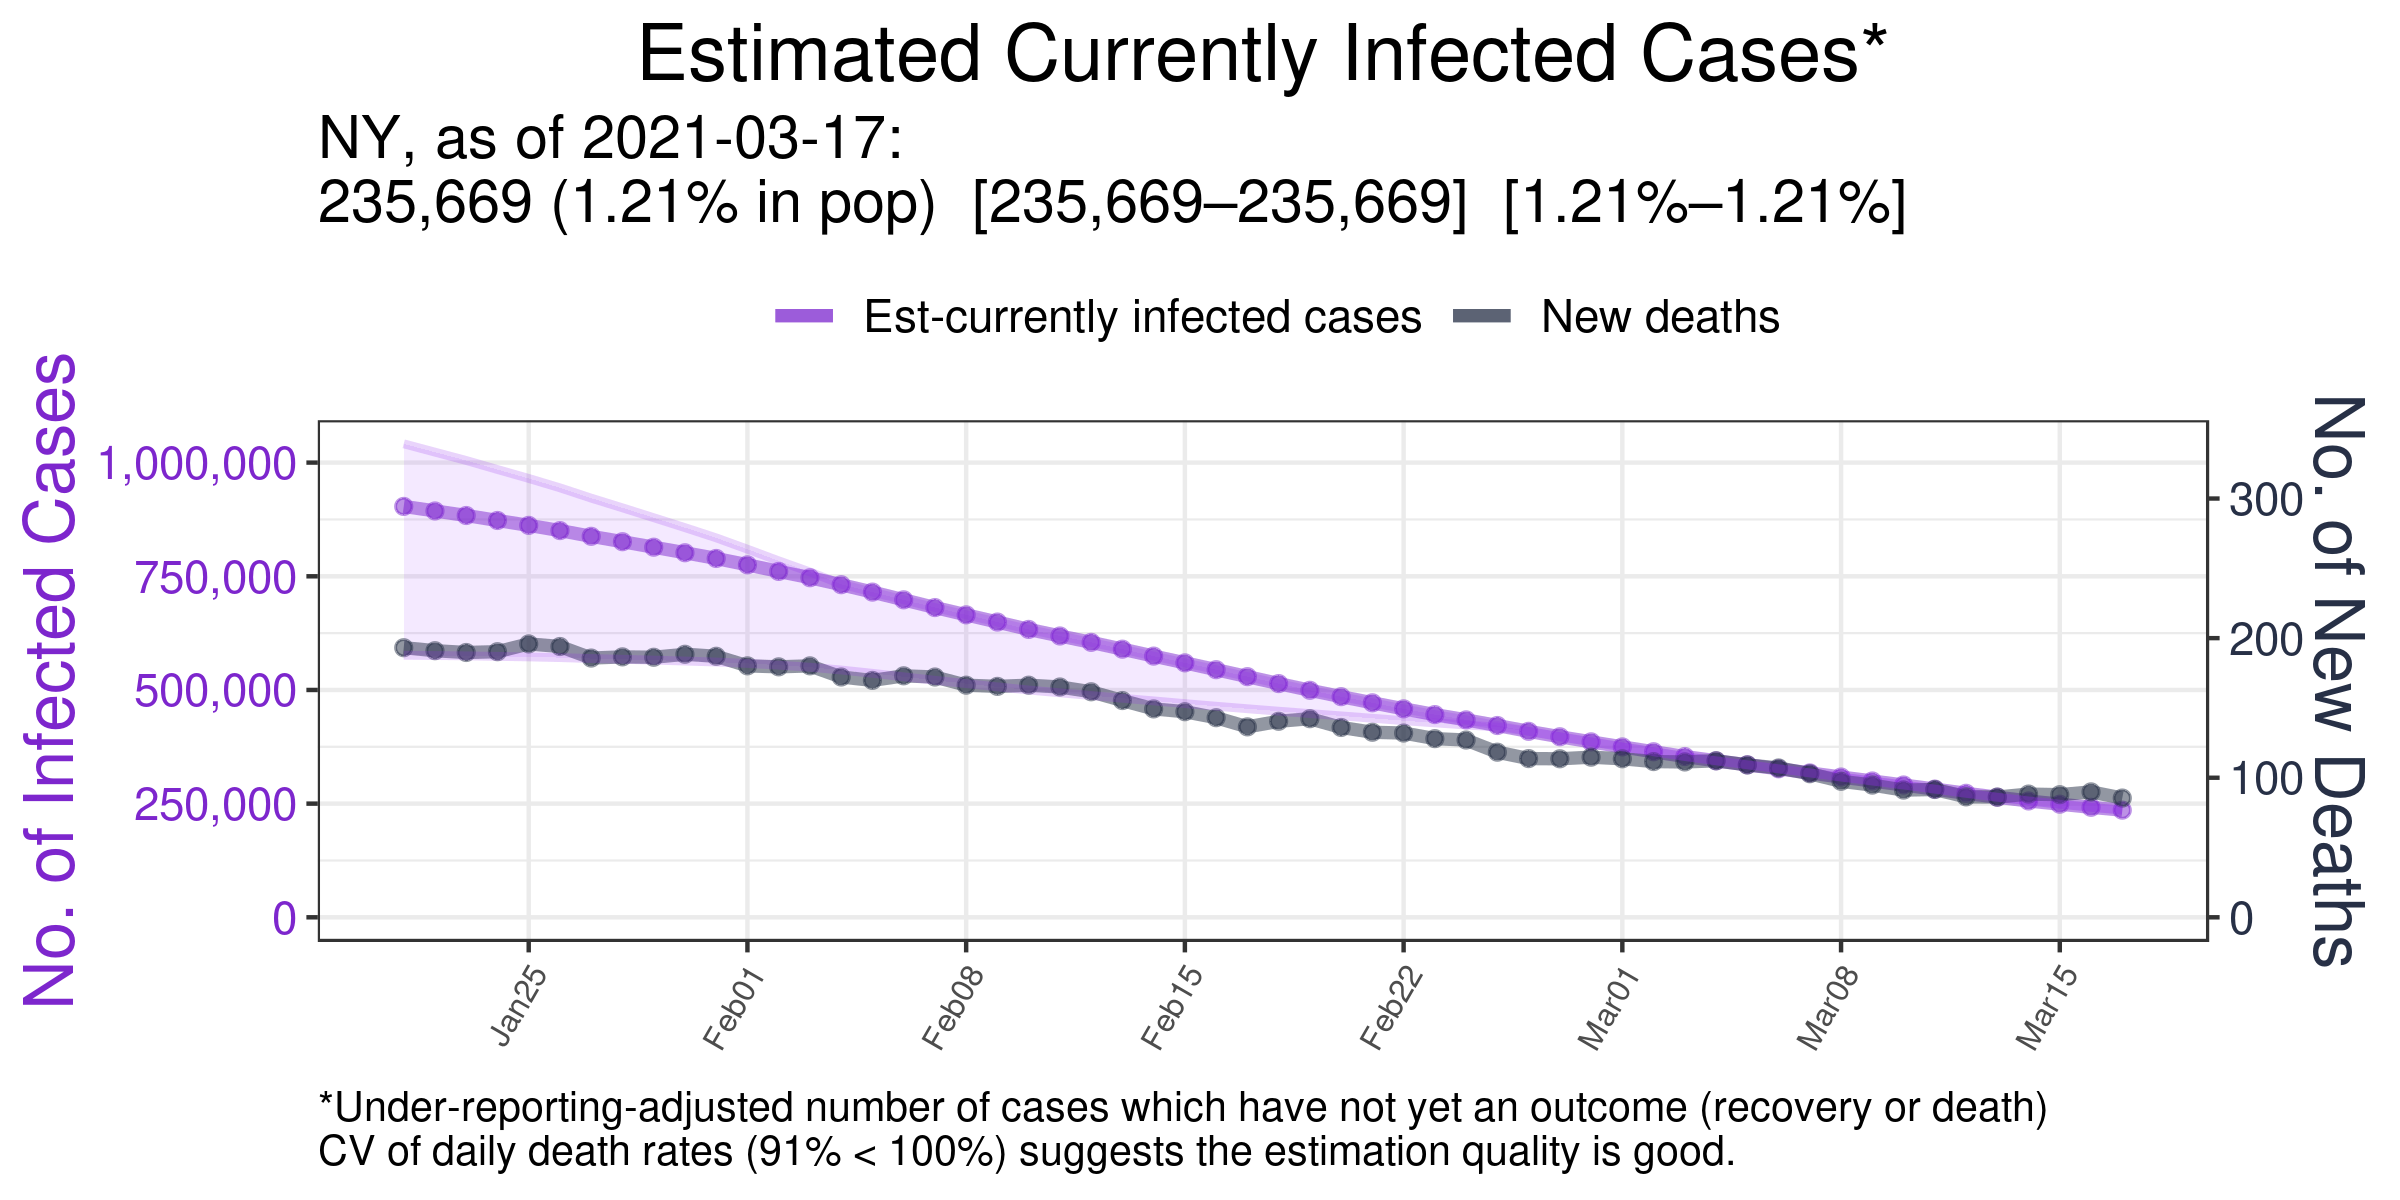 Estimated Currently Infected Cases*
NY, as of 2021-03-17:
235,669 (1.21% in pop)  [235,669–235,669]  [1.21%–1.21%]
Est-currently infected cases
New deaths
No. of Infected Cases
1,000,000
750,000
500,000
250,000
0
No. of New Deaths
300
200
100
0
Jan25
Feb01
Feb08
Feb15
Feb22
Mar01
Mar08
Mar15
*Under-reporting-adjusted number of cases which have not yet an outcome (recovery or death)
CV of daily death rates (91% < 100%) suggests the estimation quality is good.